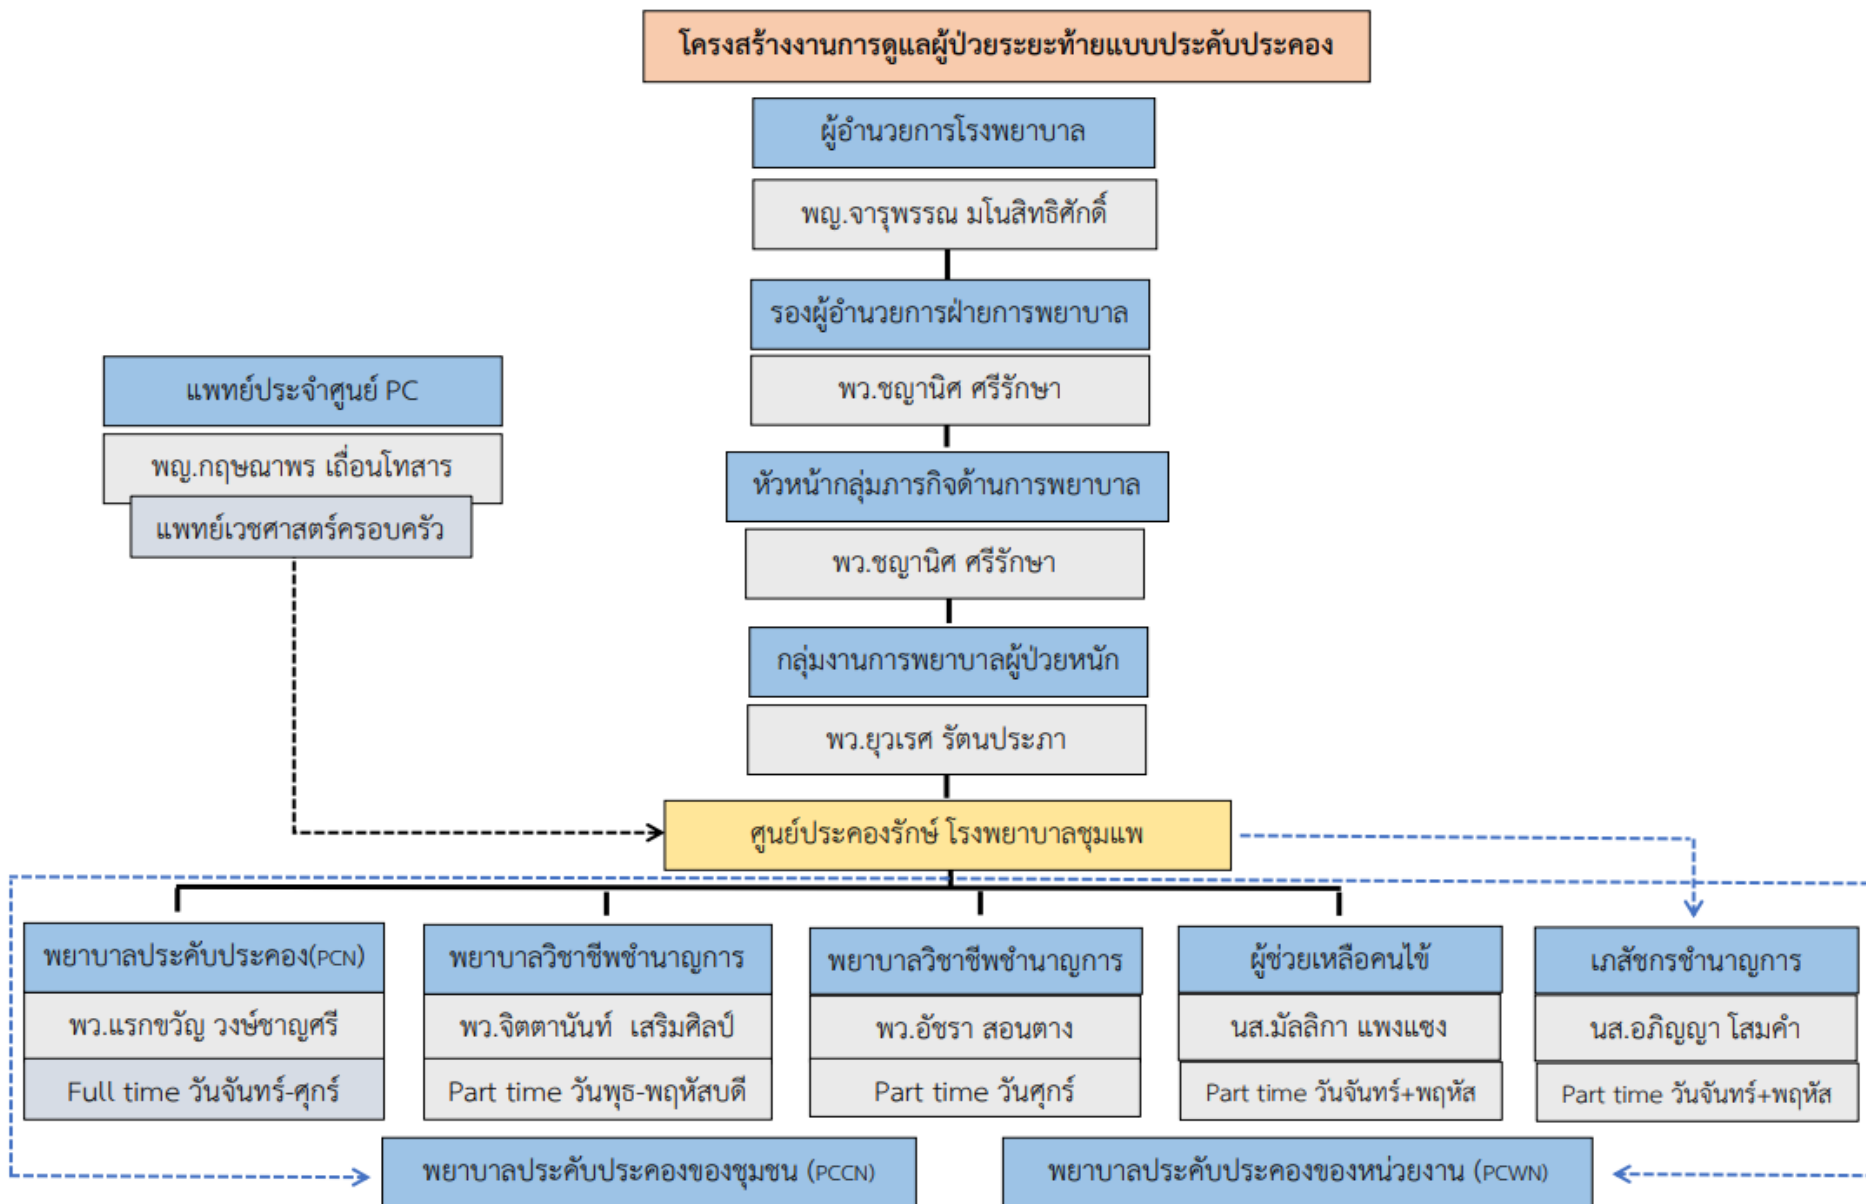 โครงสร้างงานการดูแลผู้ป่วยระยะท้ายแบบประคับประคอง
ผู้อำนวยการโรงพยาบาล
พญ.จารุพรรณ มโนสิทธิศักดิ์
รองผู้อำนวยการฝ่ายการพยาบาล
พว.ชญานิศ ศรีรักษา
แพทย์ประจำศูนย์ PC
พญ.กฤษณาพร เถื่อนโทสาร
แพทย์เวชศาสตร์ครอบครัว
หัวหน้ากลุ่มภารกิจด้านการพยาบาล
พว.ชญานิศ ศรีรักษา
กลุ่มงานการพยาบาลผู้ป่วยหนัก
พว.ยุวเรศ รัตนประภา
ศูนย์ประคองรักษ์ โรงพยาบาลชุมแพ
พยาบาลประคับประคอง(PCN)
พว.แรกขวัญ วงษ์ชาญศรี
Full time วันจันทร์-ศุกร์
พยาบาลวิชาชีพชำนาญการ
พว.จิตตานันท์ เสริมศิลป์
Part time วันพุธ-พฤหัสบดี
พยาบาลวิชาชีพชำนาญการ
พว.อัชรา สอนตาง
Part time วันศุกร์
ผู้ช่วยเหลือคนไข้
นส.มัลลิกา แพงแซง
Part time วันจันทร์+พฤหัส
เภสัชกรชำนาญการ
นส.อภิญญา โสมคำ
Part time วันจันทร์+พฤหัส
พยาบาลประคับประคองของชุมชน (PCCN)
พยาบาลประคับประคองของหน่วยงาน (PCWN)